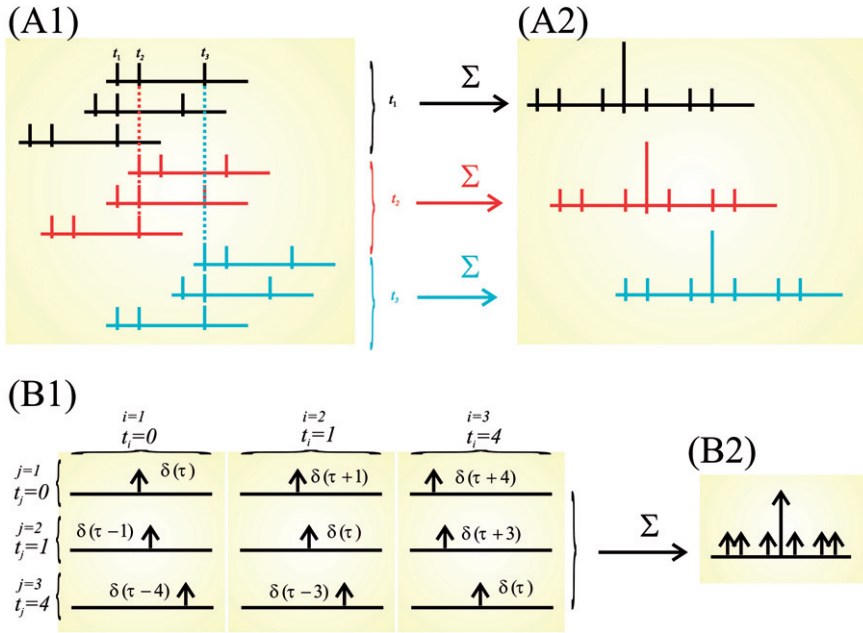 (A1) (A2)
t₁ t₂ t₃
t₁ Σ
t₂ Σ
t₃ Σ
(B1)
i=1 i=2 i=3
tᵢ=0 tᵢ=1 tᵢ=4
(B2)
j=1
tⱼ=0 δ(τ) δ(τ+1) δ(τ+4)
j=2
tⱼ=1 δ(τ−1) δ(τ) δ(τ+3)
Σ
j=3
tⱼ=4 δ(τ−4) δ(τ−3) δ(τ)